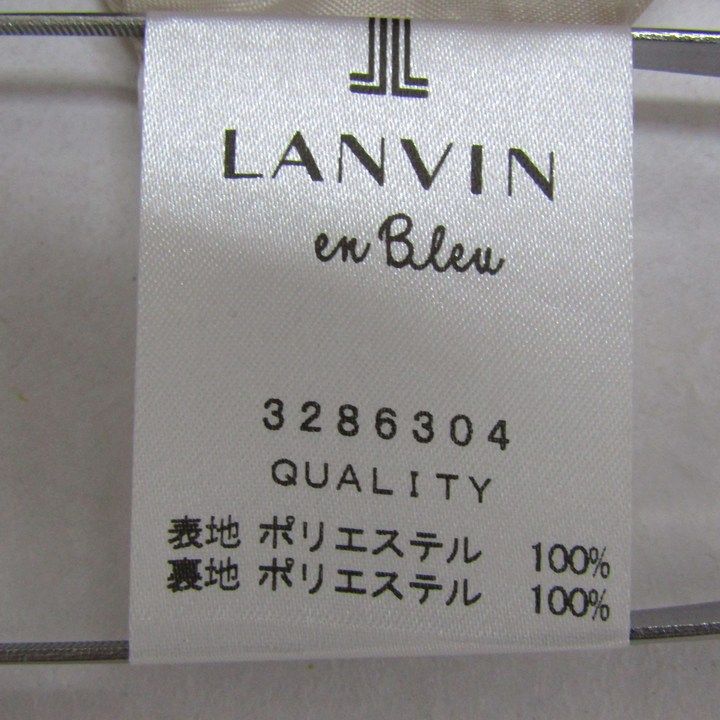 LANVIN
en Bleu
3286304
QUALITY
表地 ポリエステル 100%
裏地 ポリエステル 100%